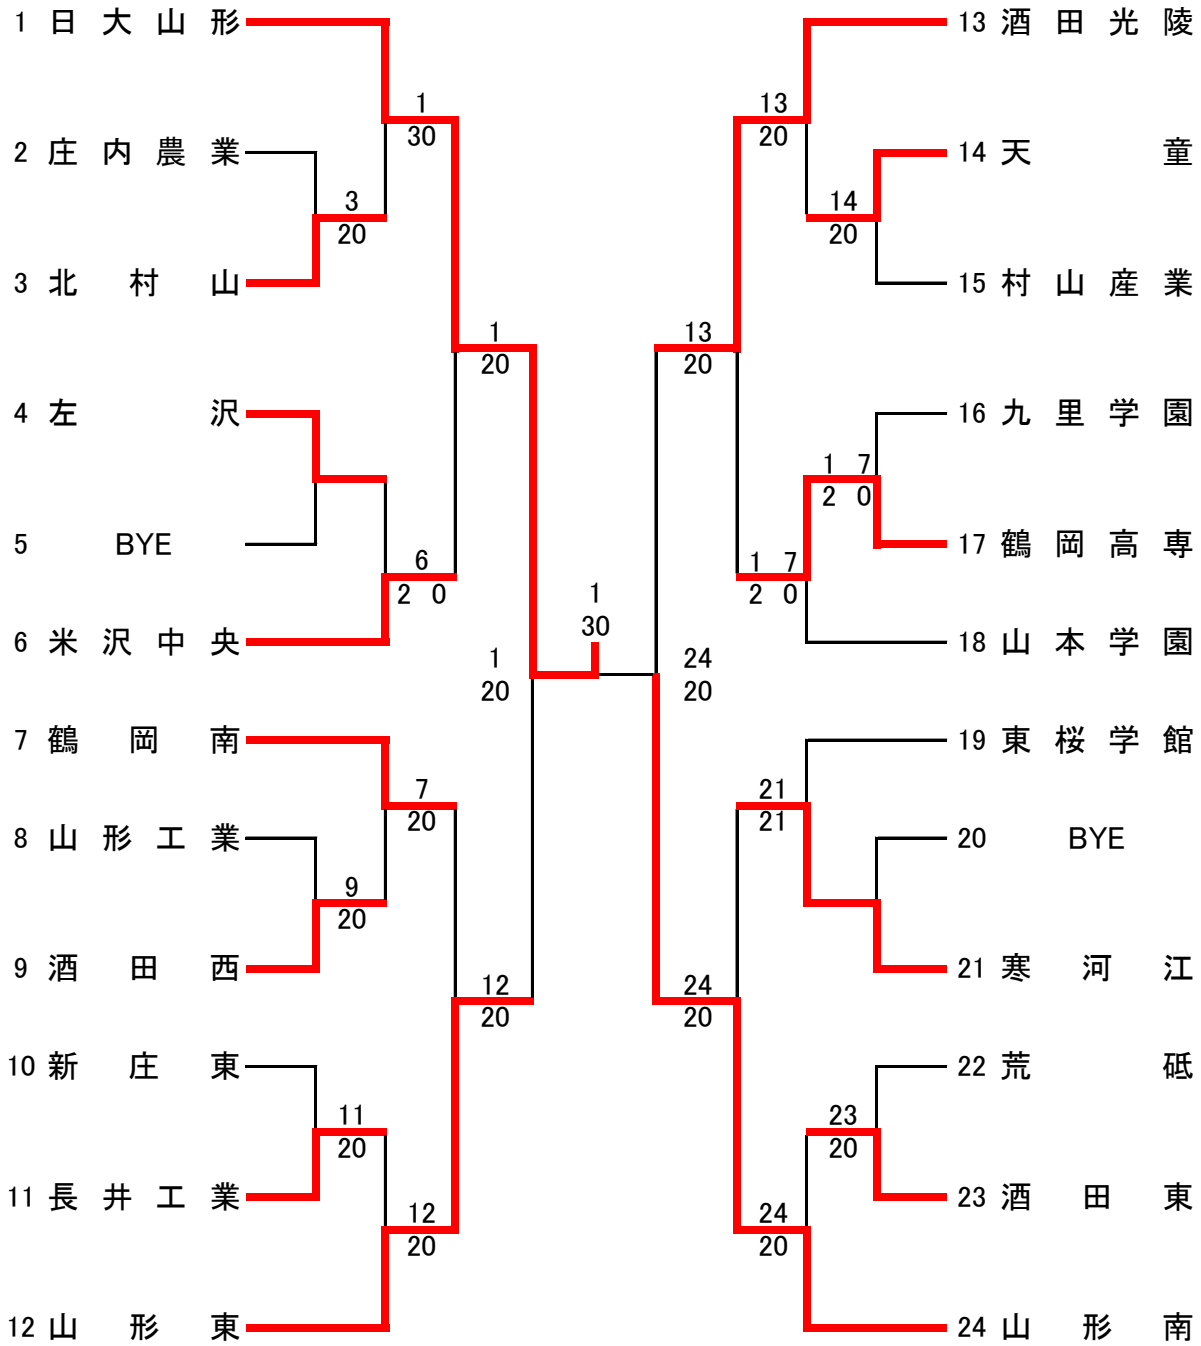 1 日大山形
1
30
2 庄内農業
3
20
3 北村山
1
20
4 左沢
5 BYE
6
2 0
6 米沢中央
1
20
7 鶴岡南
7
20
8 山形工業
9
20
9 酒田西
12
20
10 新庄東
11
20
11 長井工業
12
20
12 山形東
1
30
13 酒田光陵
13
20
14 天童
14
20
15 村山産業
13
20
16 九里学園
1 7
2 0
17 鶴岡高専
1 7
2 0
18 山本学園
24
20
19 東桜学館
21
21
20 BYE
21 寒河江
24
20
22 荒砥
23
20
23 酒田東
24
20
24 山形南